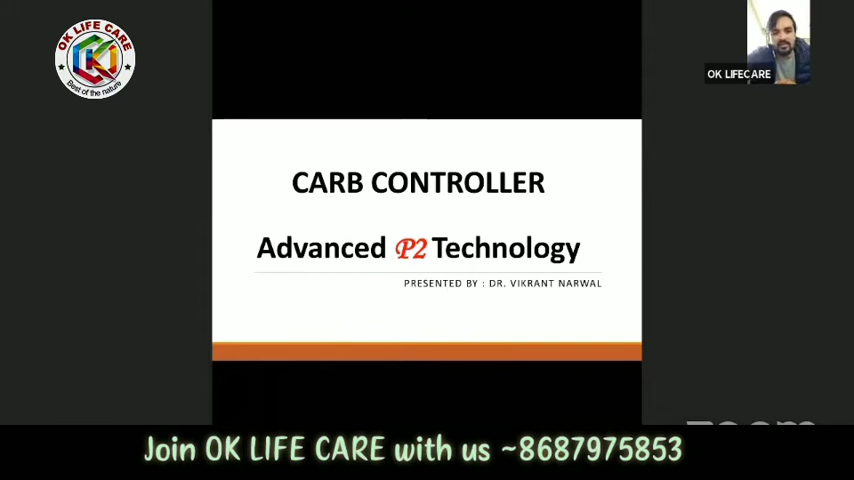 OK LIFE CARE
Best of the nature
OK LIFECARE
CARB CONTROLLER
Advanced P2 Technology
PRESENTED BY : DR. VIKRANT NARWAL
zoom
Join OK LIFE CARE with us ~8687975853